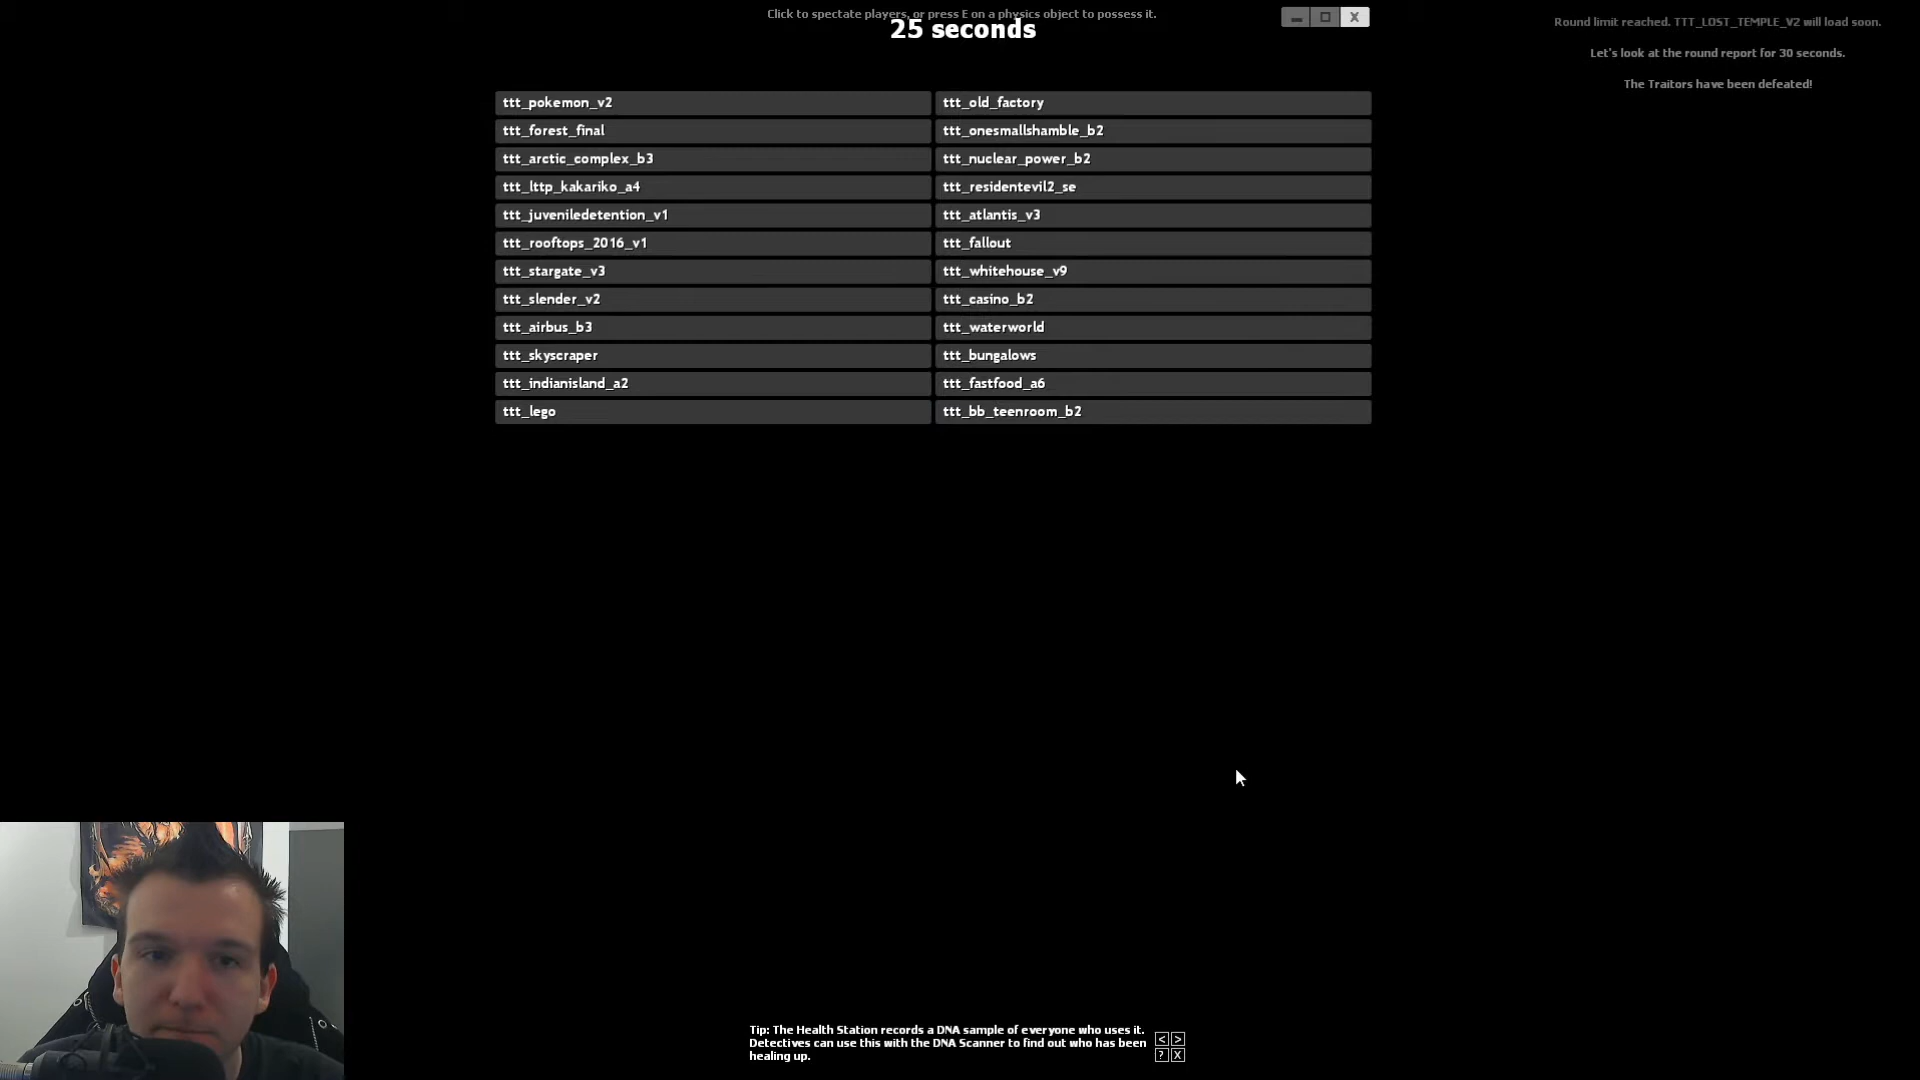 Click to spectate players, or press E on a physics object to possess it.
25 seconds
X
Round limit reached. TTT_LOST_TEMPLE_V2 will load soon.
Let's look at the round report for 30 seconds.
The Traitors have been defeated!
ttt_pokemon_v2
ttt_old_factory
ttt_forest_final
ttt_onesmallshamble_b2
ttt_arctic_complex_b3
ttt_nuclear_power_b2
ttt_lttp_kakariko_a4
ttt_residentevil2_se
ttt_juveniledetention_v1
ttt_atlantis_v3
ttt_rooftops_2016_v1
ttt_fallout
ttt_stargate_v3
ttt_whitehouse_v9
ttt_slender_v2
ttt_casino_b2
ttt_airbus_b3
ttt_waterworld
ttt_skyscraper
ttt_bungalows
ttt_indianisland_a2
ttt_fastfood_a6
ttt_lego
ttt_bb_teenroom_b2
Tip: The Health Station records a DNA sample of everyone who uses it.
Detectives can use this with the DNA Scanner to find out who has been
healing up.
< >
? X